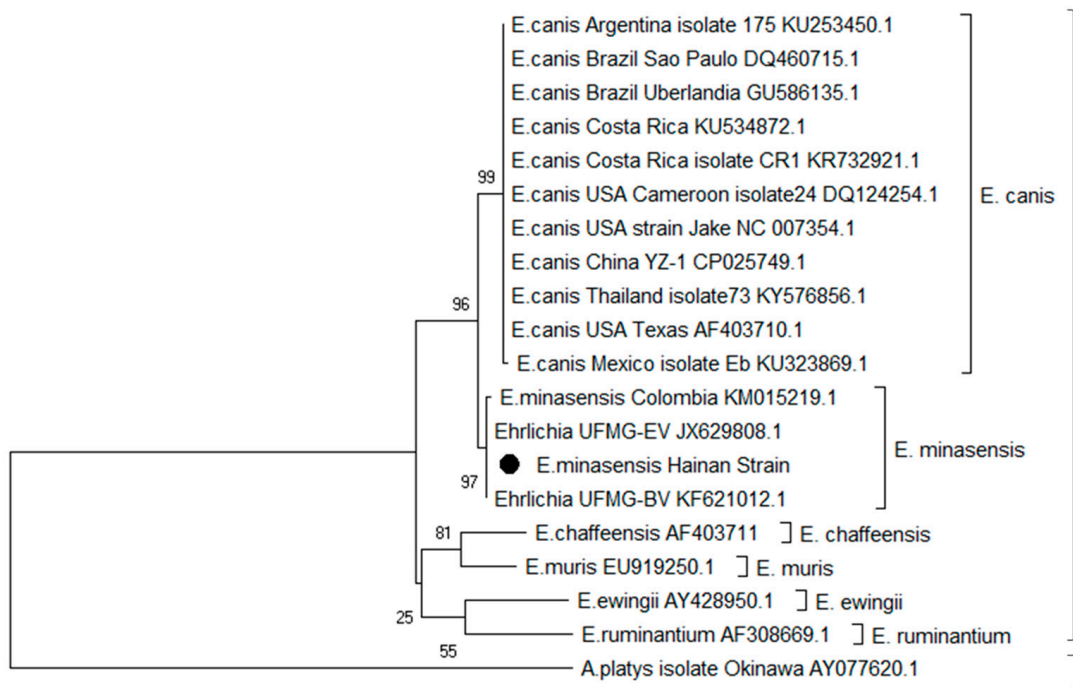 E.canis Argentina isolate 175 KU253450.1
E.canis Brazil Sao Paulo DQ460715.1
E.canis Brazil Uberlandia GU586135.1
E.canis Costa Rica KU534872.1
E.canis Costa Rica isolate CR1 KR732921.1
99
E.canis USA Cameroon isolate24 DQ124254.1
E. canis
E.canis USA strain Jake NC 007354.1
E.canis China YZ-1 CP025749.1
E.canis Thailand isolate73 KY576856.1
96
E.canis USA Texas AF403710.1
E.canis Mexico isolate Eb KU323869.1
E.minasensis Colombia KM015219.1
Ehrlichia UFMG-EV JX629808.1
E. minasensis
E.minasensis Hainan Strain
97
Ehrlichia UFMG-BV KF621012.1
81
E.chaffeensis AF403711
E. chaffeensis
E.muris EU919250.1
E. muris
E.ewingii AY428950.1
E. ewingii
25
E.ruminantium AF308669.1
E. ruminantium
55
A.platys isolate Okinawa AY077620.1